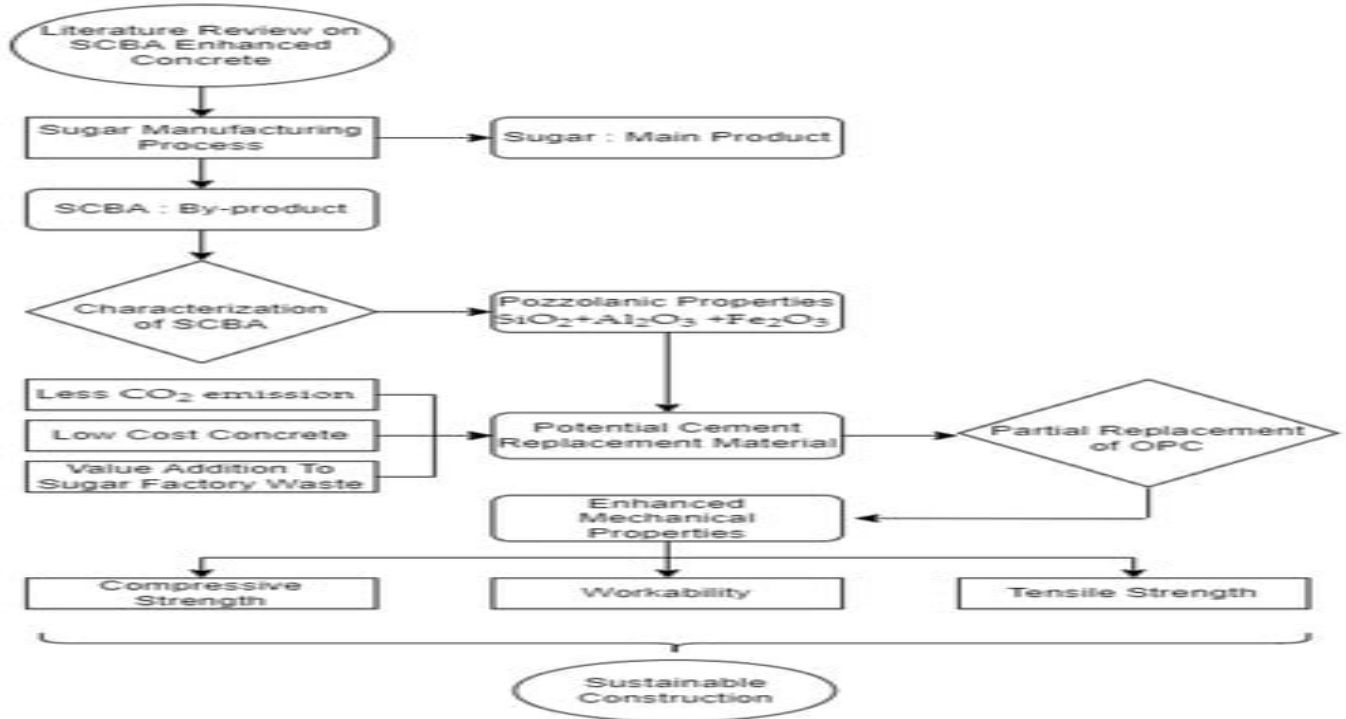 Literature Review on
SCBA Enhanced
Concrete
Sugar Manufacturing
Process
Sugar : Main Product
SCBA : By-product
Characterization
of SCBA
Pozzolanic Properties
SiO₂+Al₂O₃ +Fe₂O₃
Less CO₂ emission
Low Cost Concrete
Value Addition To
Sugar Factory Waste
Potential Cement
Replacement Material
Partial Replacement
of OPC
Enhanced
Mechanical
Properties
Compressive
Strength
Workability
Tensile Strength
Sustainable
Construction